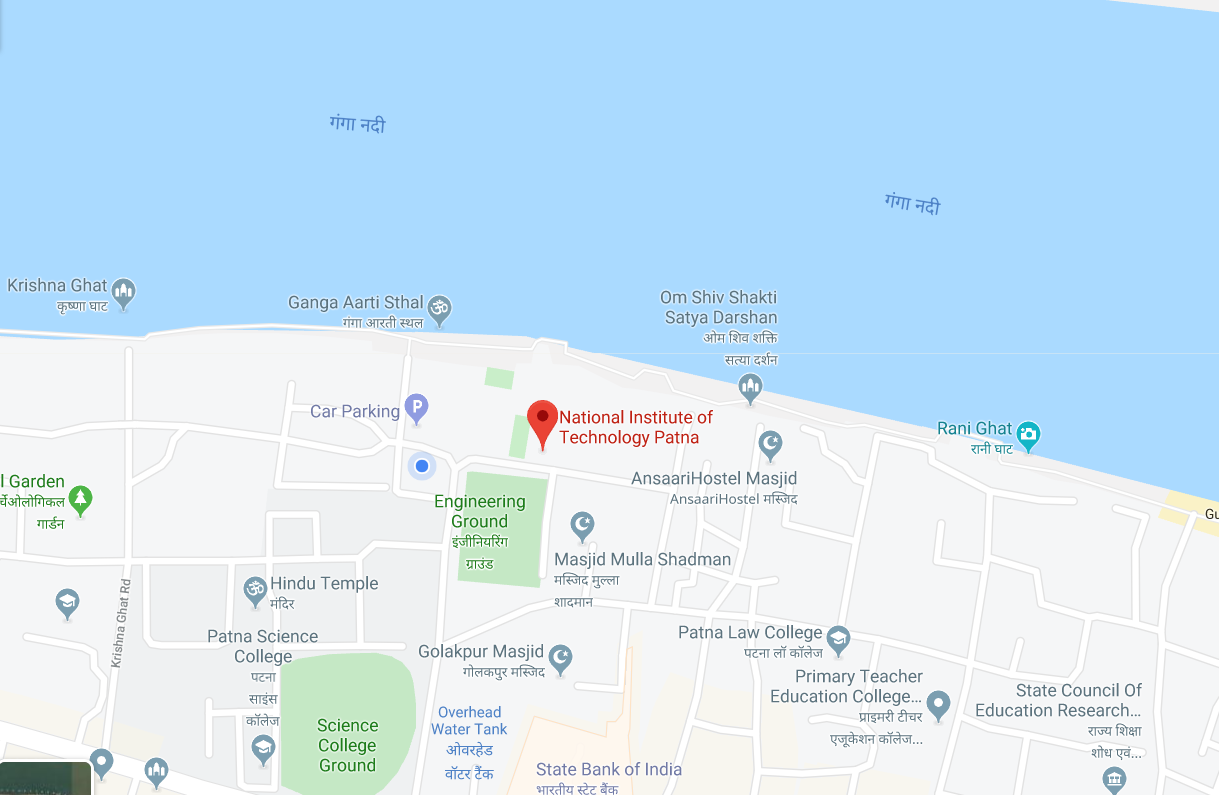 गंगा नदी
गंगा नदी
Krishna Ghat
कृष्णा घाट
Ganga Aarti Sthal
गंगा आरती स्थल
Om Shiv Shakti
Satya Darshan
ओम शिव शक्ति
सत्या दर्शन
Car Parking
P
National Institute of
Technology Patna
Rani Ghat
रानी घाट
AnsaariHostel Masjid
AnsaariHostel मस्जिद
l Garden
र्चेओलोगिकल
गार्डन
Engineering
Ground
इंजीनियरिंग
ग्राउंड
Gu
Masjid Mulla Shadman
मस्जिद मुल्ला
शादमान
Hindu Temple
मंदिर
Krishna Ghat Rd
Patna Science
College
पटना
साइंस
कॉलेज
Golakpur Masjid
गोलकपुर मस्जिद
Patna Law College
पटना लॉ कॉलेज
Primary Teacher
Education College...
प्राइमरी टीचर
एजूकेशन कॉलेज...
State Council Of
Education Research...
राज्य शिक्षा
शोध एवं...
Science
College
Ground
Overhead
Water Tank
ओवरहेड
वॉटर टैंक
State Bank of India
भारतीय स्टेट बैंक